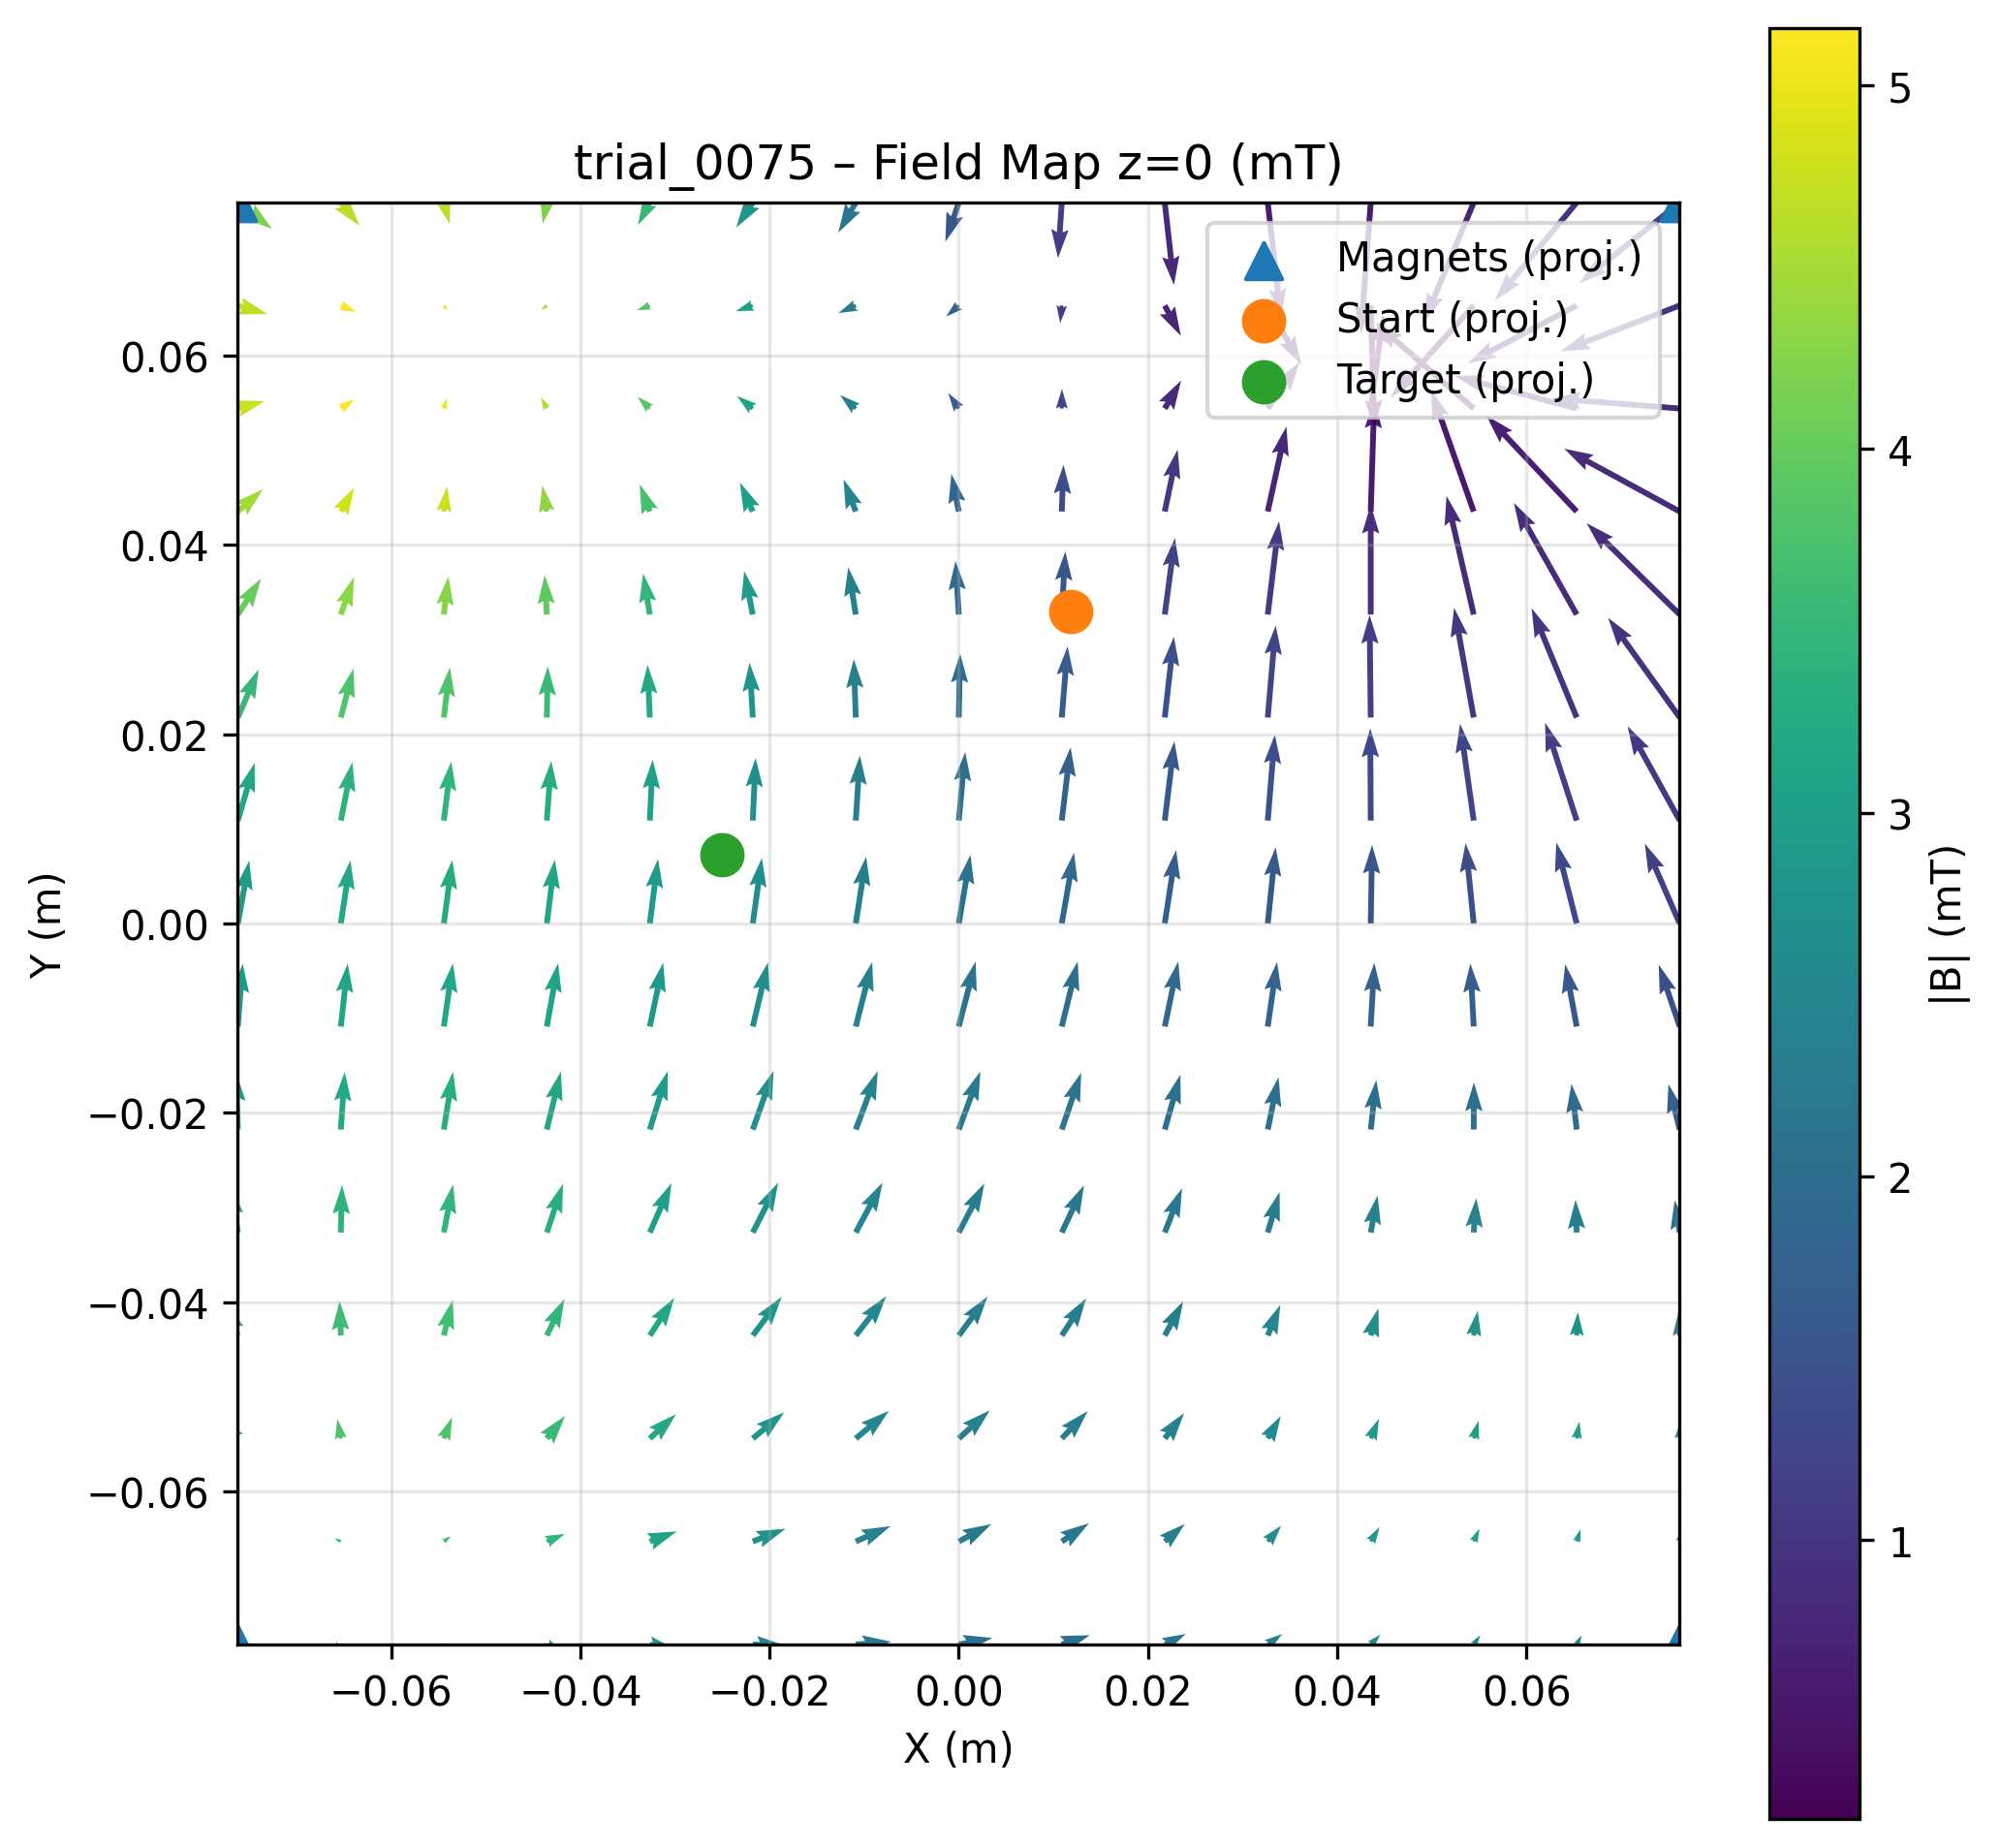 trial_0075 – Field Map z=0 (mT)
Magnets (proj.)
Start (proj.)
Target (proj.)
0.06
0.04
0.02
0.00
−0.02
−0.04
−0.06
Y (m)
−0.06 −0.04 −0.02 0.00 0.02 0.04 0.06
X (m)
5
4
3
2
1
|B| (mT)